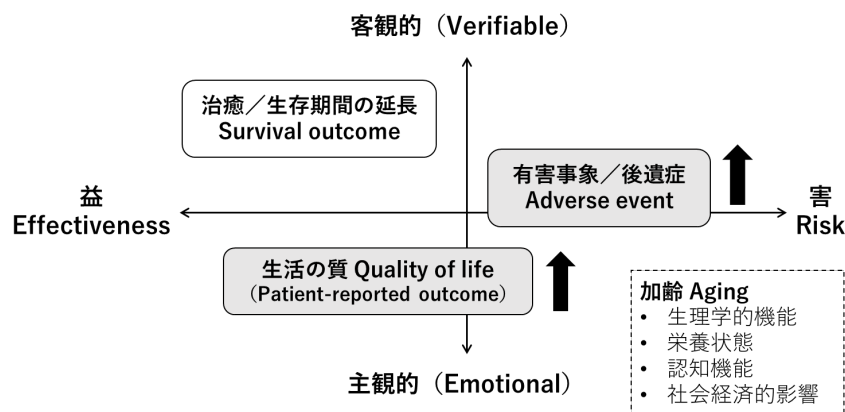 客観的（Verifiable）
治癒／生存期間の延長
Survival outcome
有害事象／後遺症
Adverse event
益
Effectiveness
害
Risk
生活の質 Quality of life
（Patient-reported outcome）
加齢 Aging
• 生理学的機能
• 栄養状態
• 認知機能
• 社会経済的影響
主観的（Emotional）